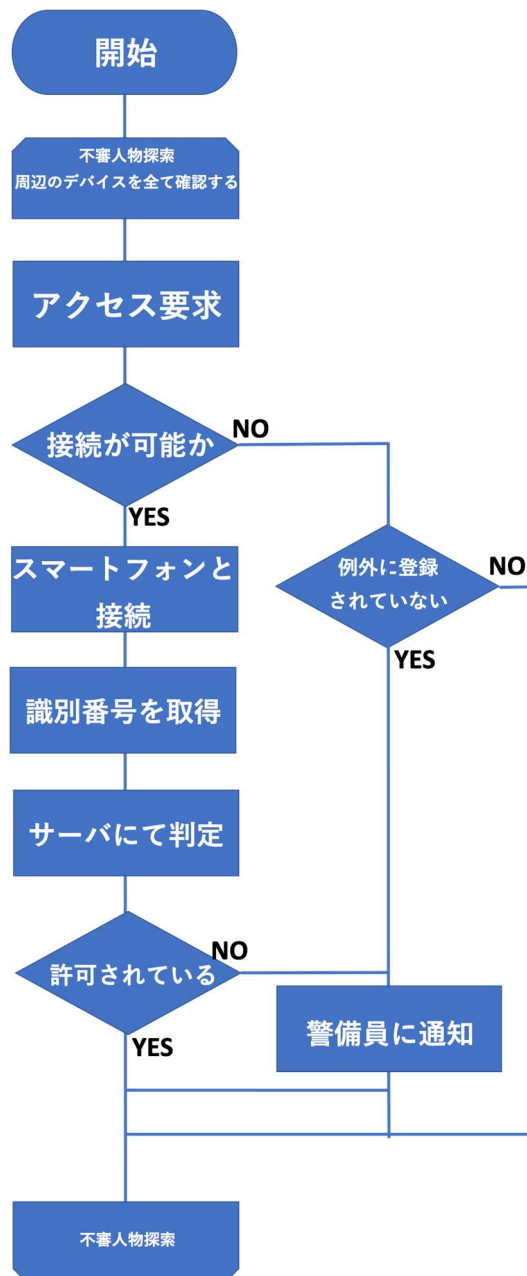 開始
不審人物探索
周辺のデバイスを全て確認する
アクセス要求
接続が可能か
NO
YES
スマートフォンと
接続
例外に登録
されていない
NO
YES
識別番号を取得
サーバにて判定
許可されている
NO
YES
警備員に通知
不審人物探索